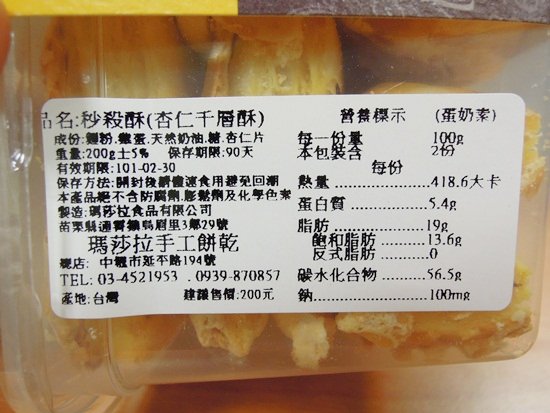 品名:秒殺酥(杏仁千層酥)
成份:麵粉.雞蛋.天然奶油.糖.杏仁片
重量:200g±5% 保存期限:90天
有效期限:101-02-30
保存方法:開封後請儘速食用避免回潮
本產品絕不含防腐劑.膨鬆劑及化學色素
製造:瑪莎拉食品有限公司
苗栗縣通霄鎮烏眉里3鄰29號
瑪莎拉手工餅乾
門店: 中壢市延平路194號
TEL: 03-4521953 .0939-870857
產地:台灣 建議售價:200元
營養標示 (蛋奶素)
每一份量 100g
本包裝含 2份
每份
熱量 418.6大卡
蛋白質 5.4g
脂肪 19g
飽和脂肪 13.6g
反式脂肪 0
碳水化合物 56.5g
鈉 100mg